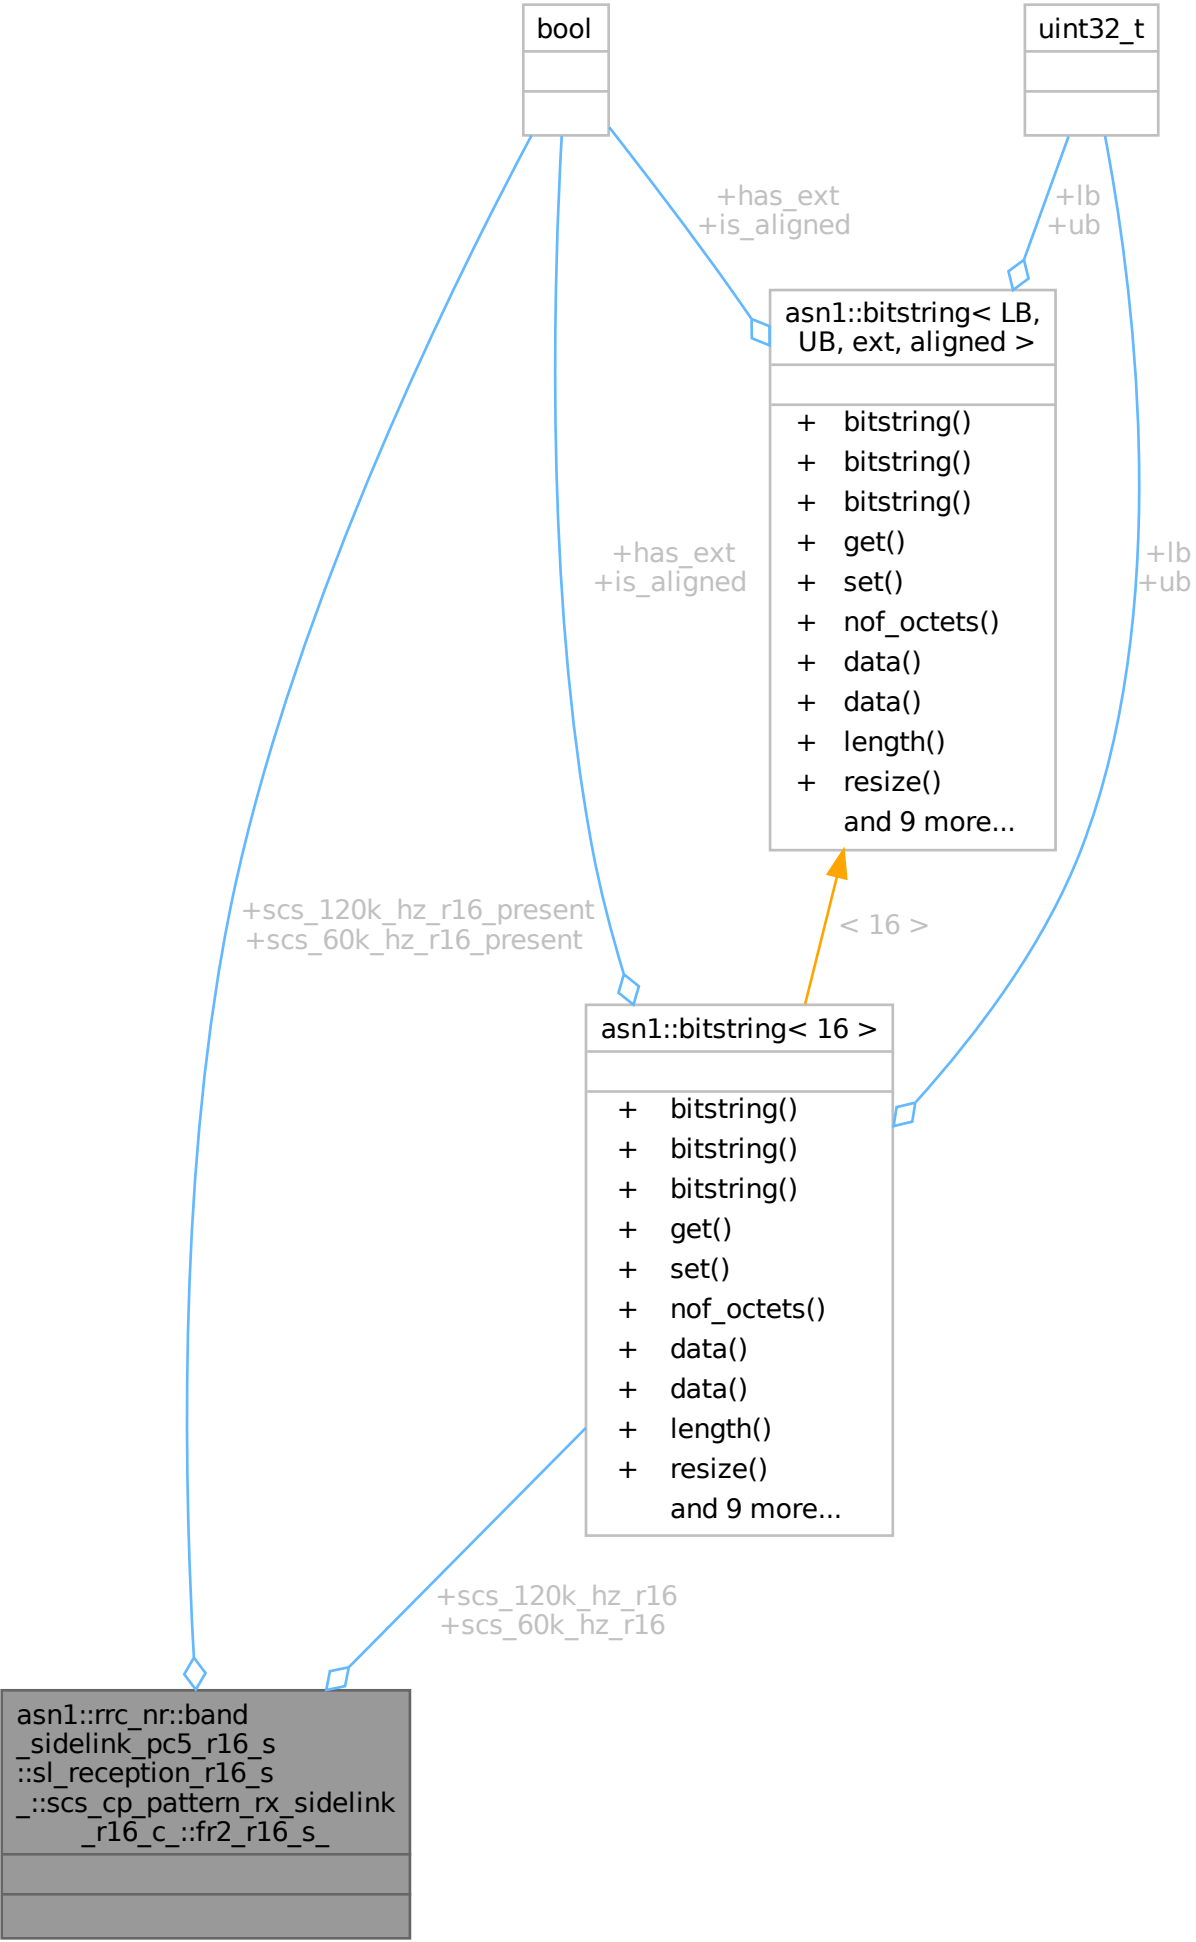 bool
uint32_t
+has_ext
+is_aligned
+lb
+ub
asn1::bitstring< LB,
UB, ext, aligned >
+ bitstring()
+ bitstring()
+ bitstring()
+ get()
+ set()
+ nof_octets()
+ data()
+ data()
+ length()
+ resize()
and 9 more...
+has_ext
+is_aligned
+lb
+ub
+scs_120k_hz_r16_present
+scs_60k_hz_r16_present
< 16 >
asn1::bitstring< 16 >
+ bitstring()
+ bitstring()
+ bitstring()
+ get()
+ set()
+ nof_octets()
+ data()
+ data()
+ length()
+ resize()
and 9 more...
+scs_120k_hz_r16
+scs_60k_hz_r16
asn1::rrc_nr::band
_sidelink_pc5_r16_s
::sl_reception_r16_s
_::scs_cp_pattern_rx_sidelink
_r16_c_::fr2_r16_s_